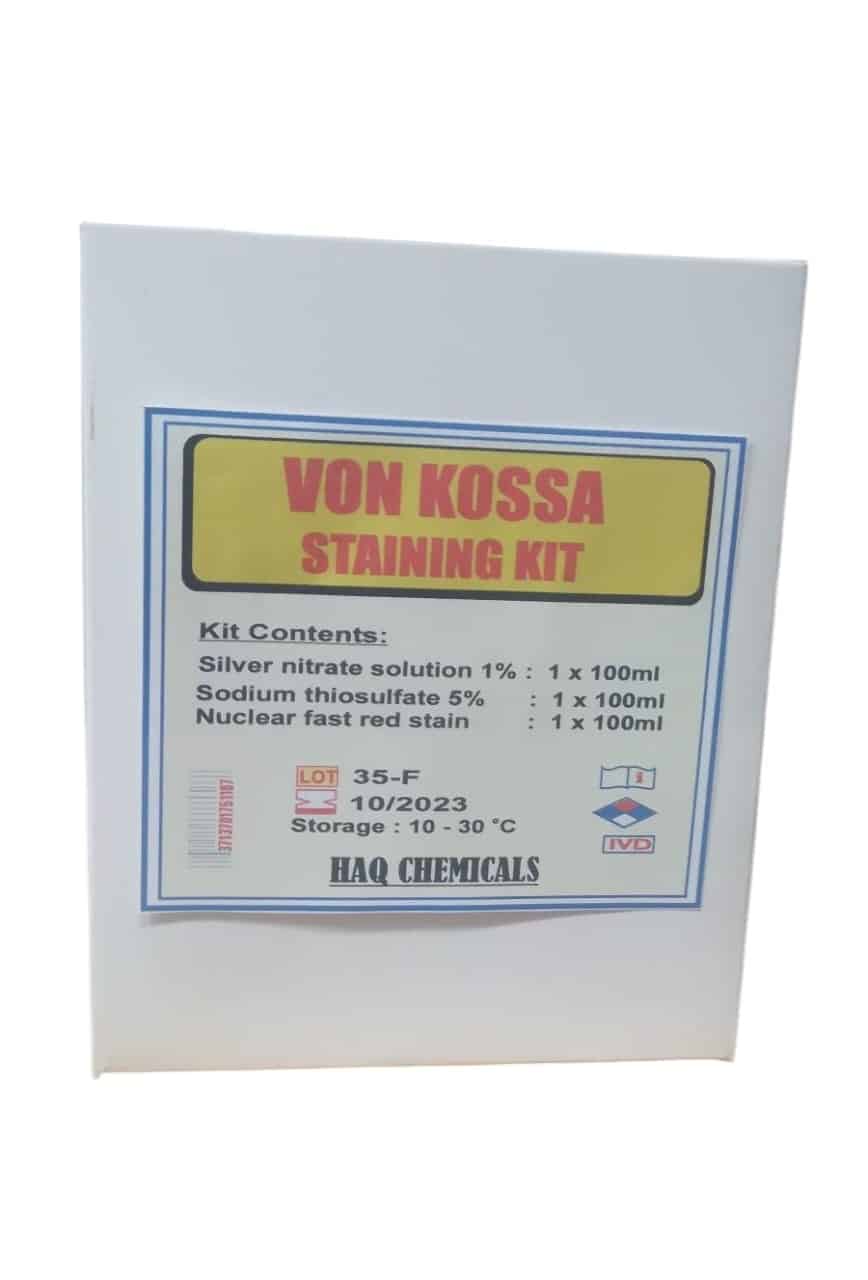 VON KOSSA
STAINING KIT
Kit Contents:
Silver nitrate solution 1% : 1 x 100ml
Sodium thiosulfate 5% : 1 x 100ml
Nuclear fast red stain : 1 x 100ml
LOT 35-F
10/2023
Storage : 10 - 30 °C
HAQ CHEMICALS
3713701751167
i
IVD